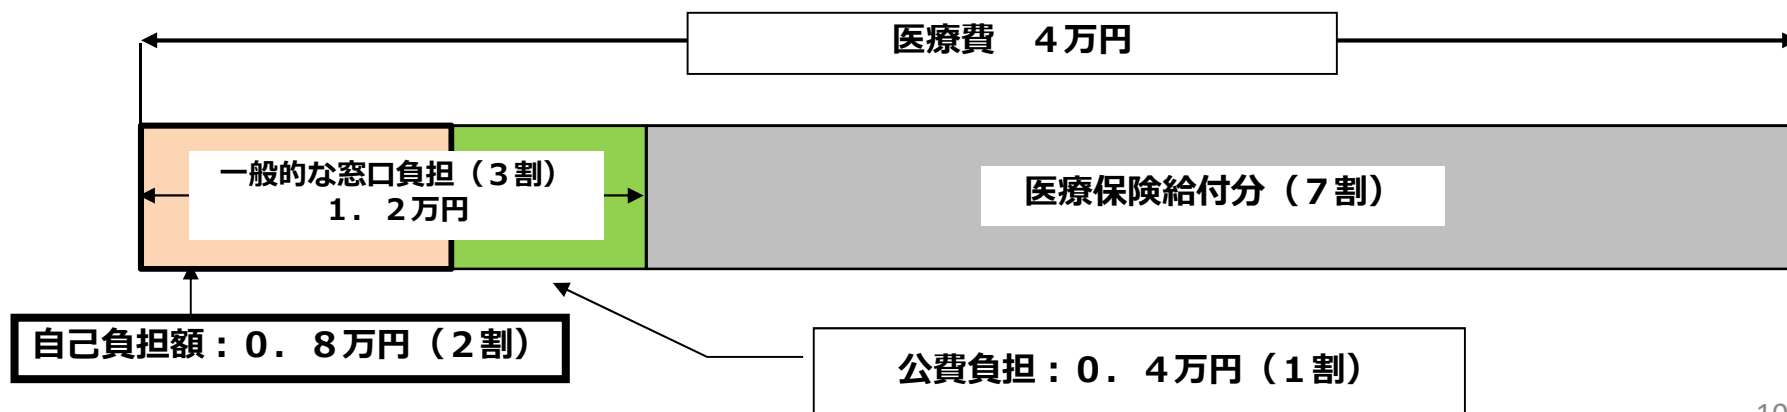 医療費　４万円
一般的な窓口負担（３割）
１．２万円
医療保険給付分（７割）
自己負担額：０．８万円（２割）
公費負担：０．４万円（１割）